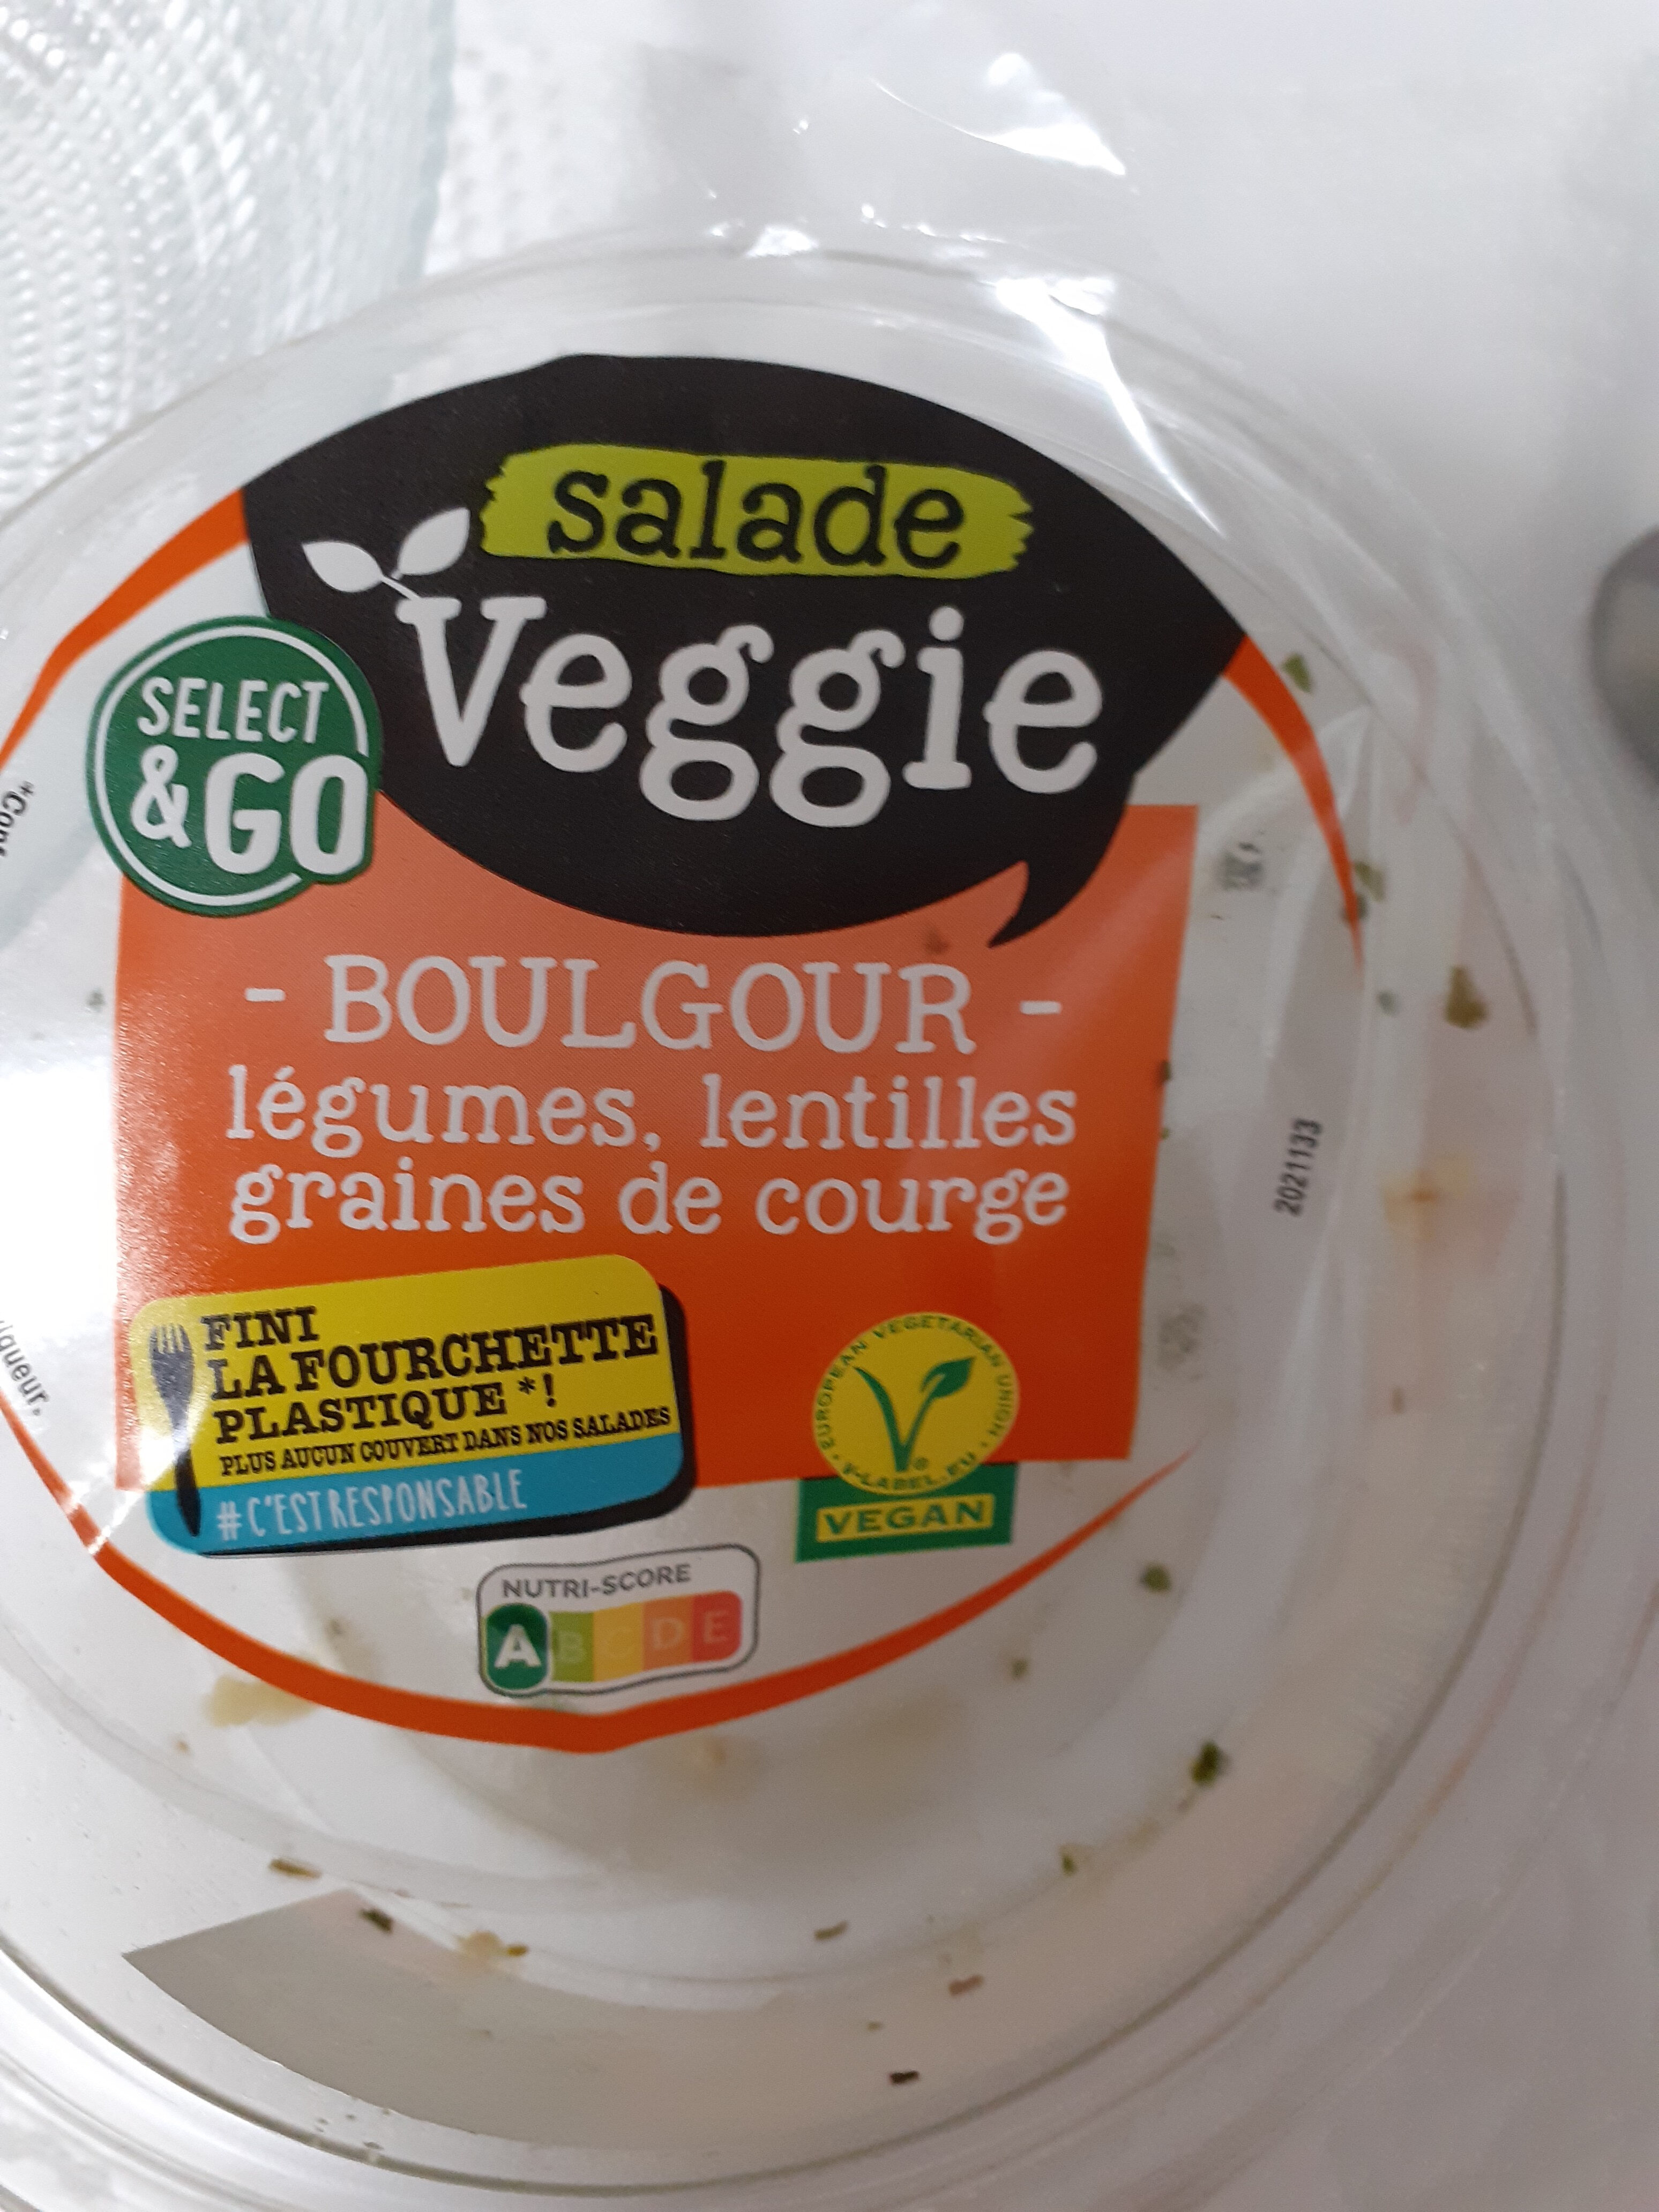 salade
Veggie
SELECT
&GO
- BOULGOUR -
légumes, lentilles
graines de courge
2021133
FINI
LA FOURCHETTE
PLASTIQUE *!
PLUS AUCUN COUVERT DANS NOS SALADES
#C'ESTRESPONSABLE
EUROPEAN VEGETARIAN UNION
V-LABEL.EU
VEGAN
NUTRI-SCORE
A B C D E